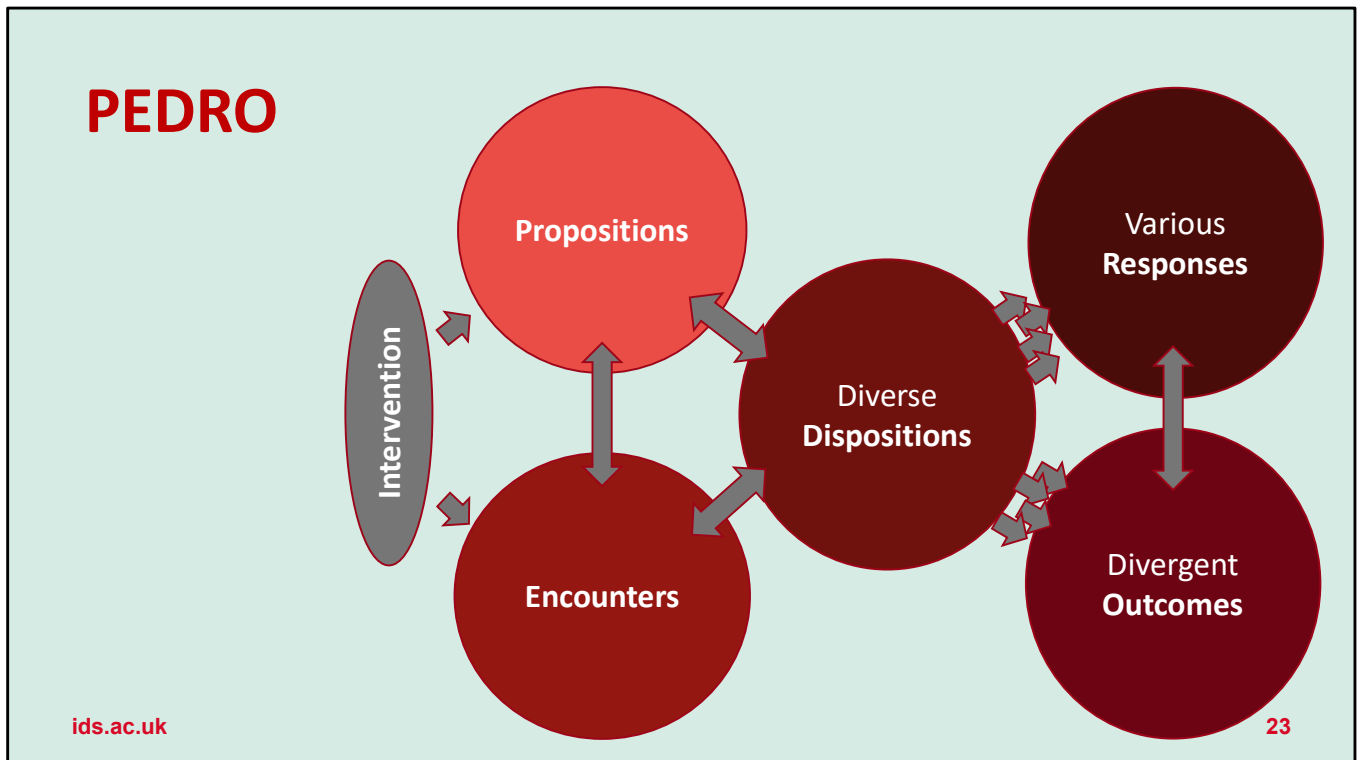 PEDRO
Intervention
Propositions
Encounters
Diverse
Dispositions
Various
Responses
Divergent
Outcomes
ids.ac.uk
23